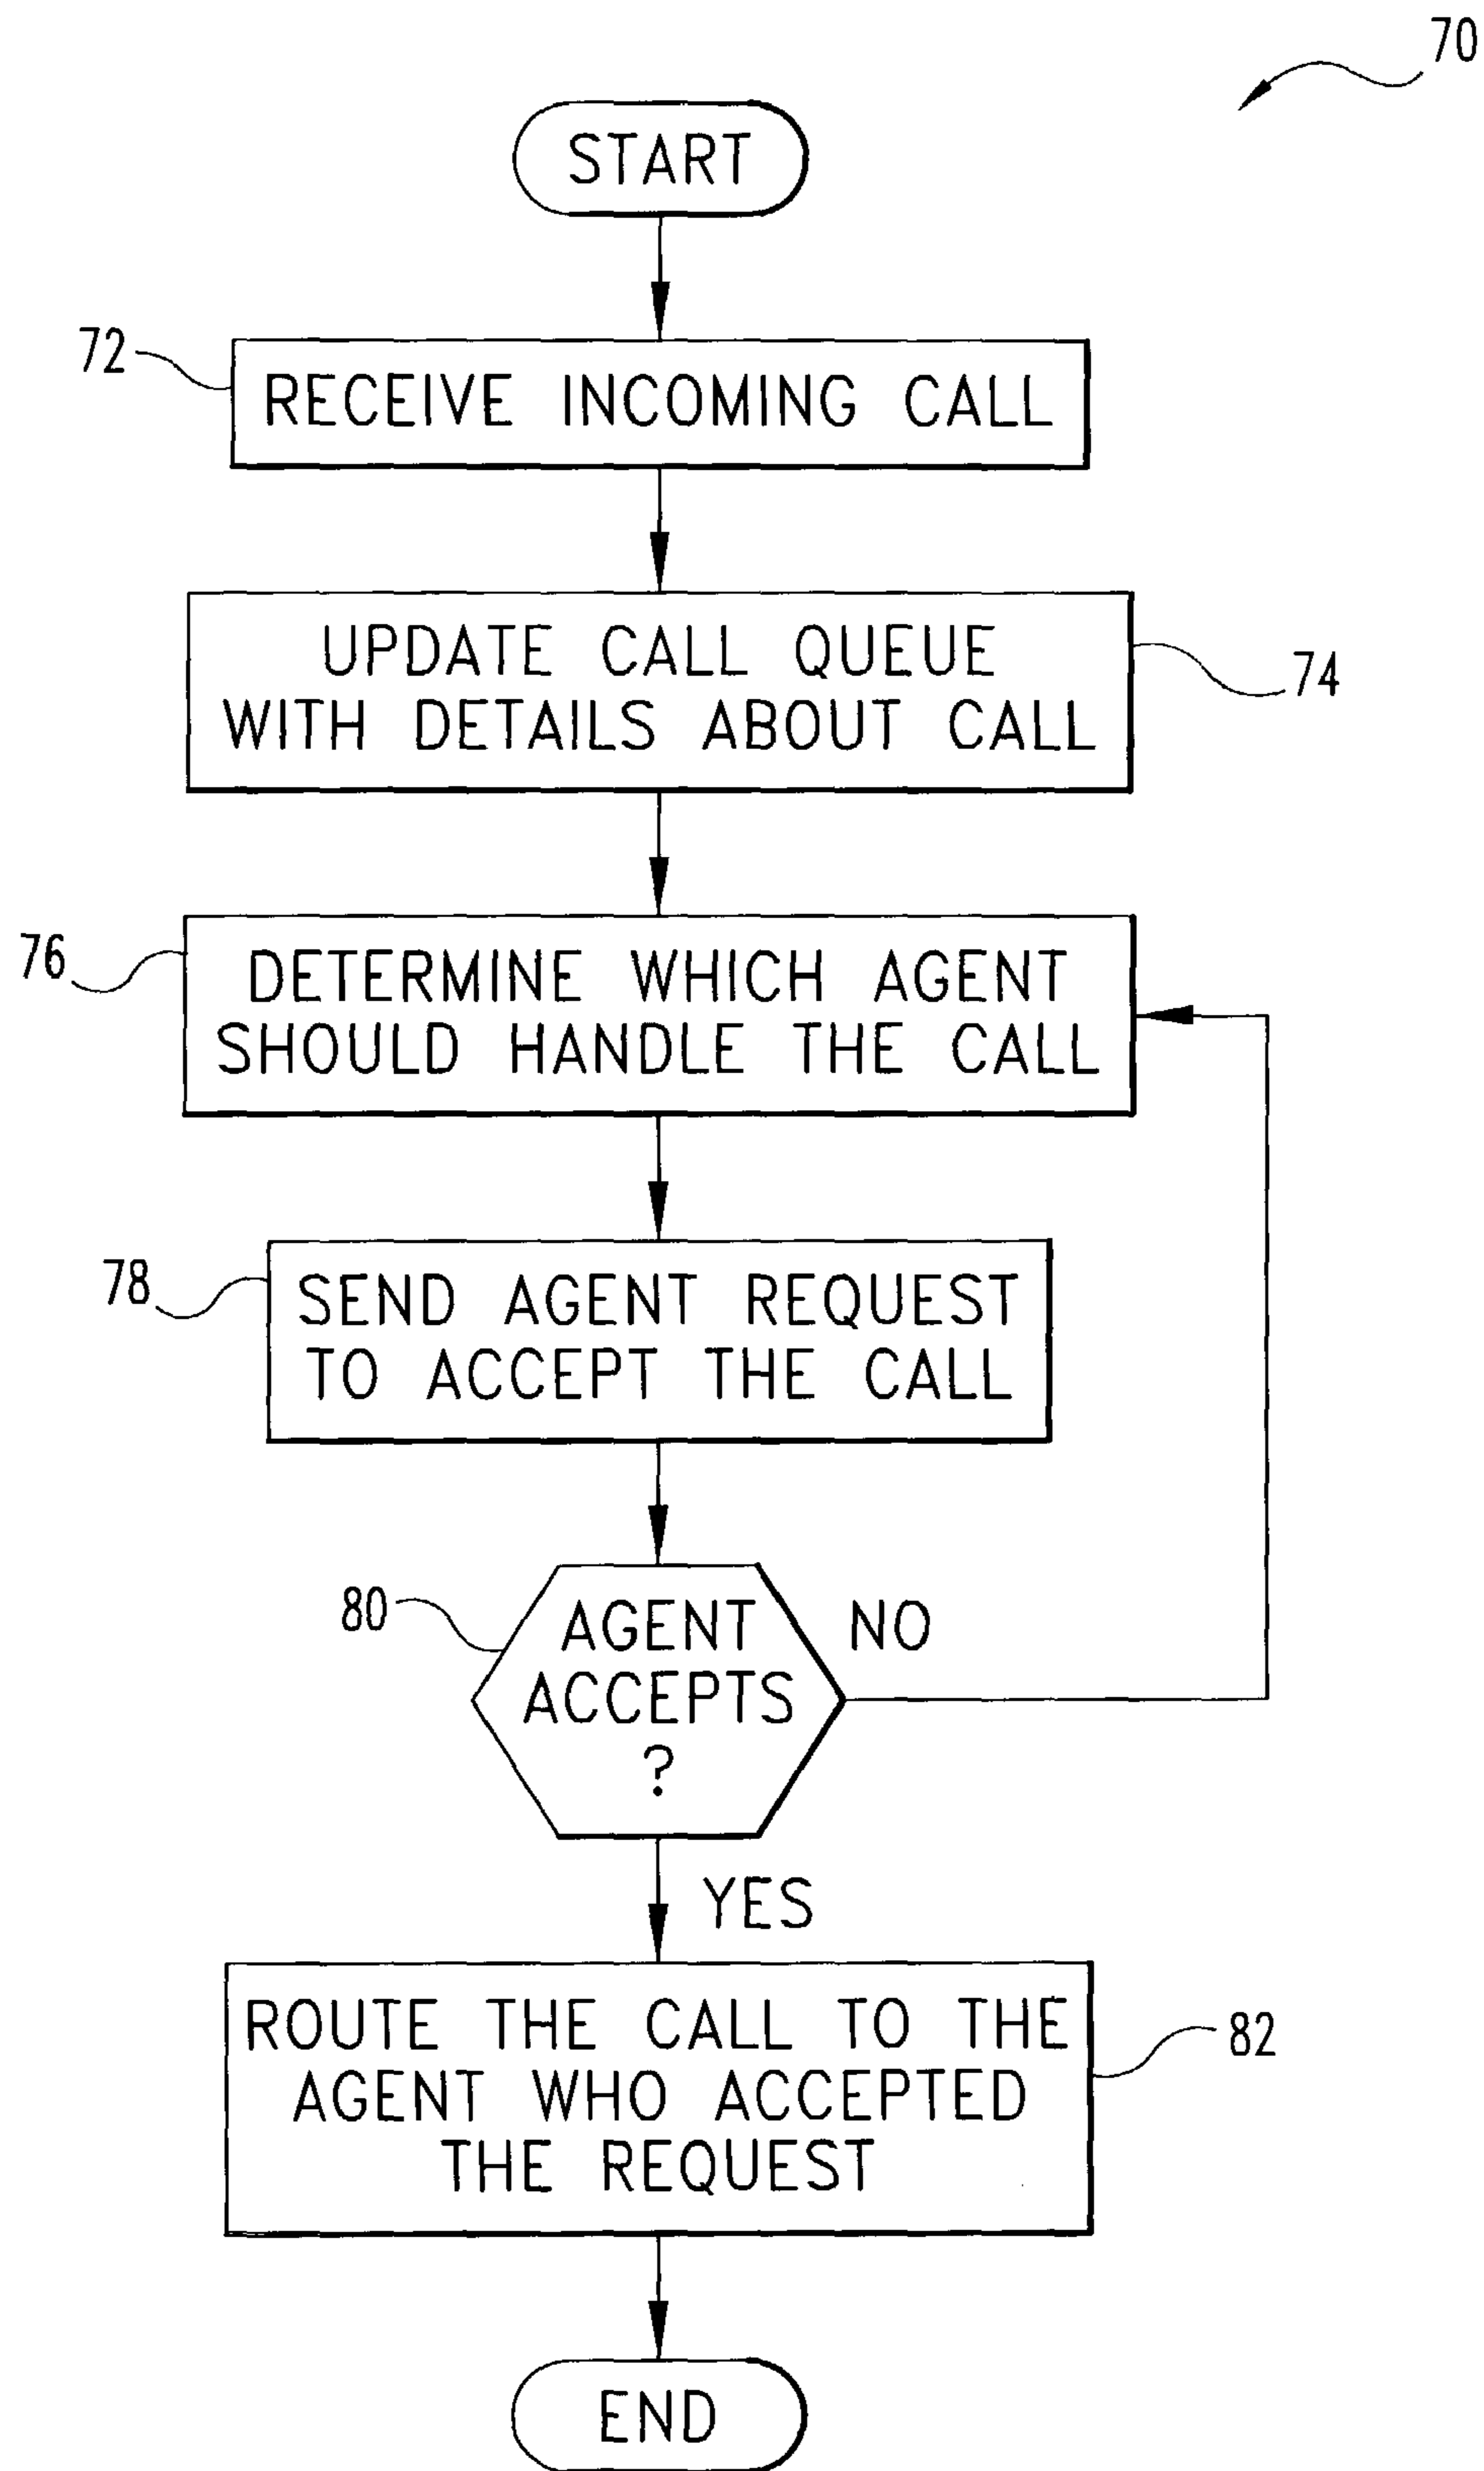 70
START
72
RECEIVE INCOMING CALL
UPDATE CALL QUEUE
WITH DETAILS ABOUT CALL
74
76
DETERMINE WHICH AGENT
SHOULD HANDLE THE CALL
78
SEND AGENT REQUEST
TO ACCEPT THE CALL
80
AGENT
ACCEPTS
?
NO
YES
ROUTE THE CALL TO THE
AGENT WHO ACCEPTED
THE REQUEST
82
END